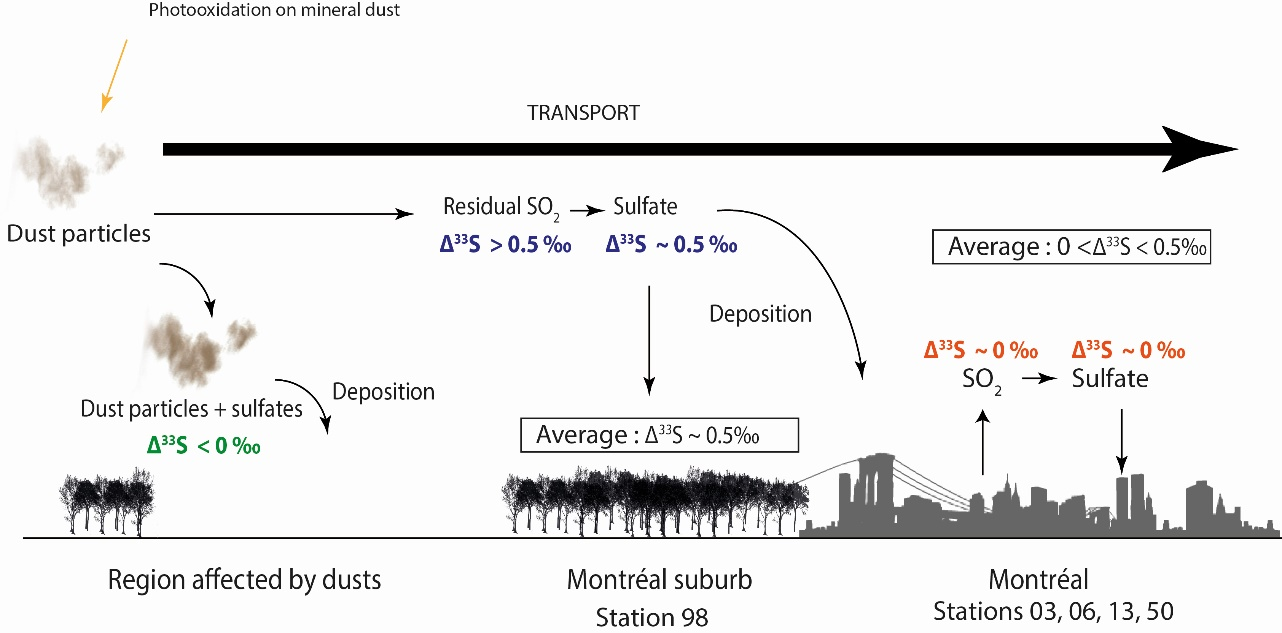 Photooxidation on mineral dust
TRANSPORT
Dust particles
Residual SO₂ → Sulfate
Δ³³S > 0.5 ‰ Δ³³S ~ 0.5 ‰
Average : 0 <Δ³³S < 0.5‰
Deposition
Dust particles + sulfates
Δ³³S < 0 ‰
Deposition
Average : Δ³³S ~ 0.5‰
Δ³³S ~ 0 ‰ Δ³³S ~ 0 ‰
SO₂ → Sulfate
Region affected by dusts
Montréal suburb
Station 98
Montréal
Stations 03, 06, 13, 50